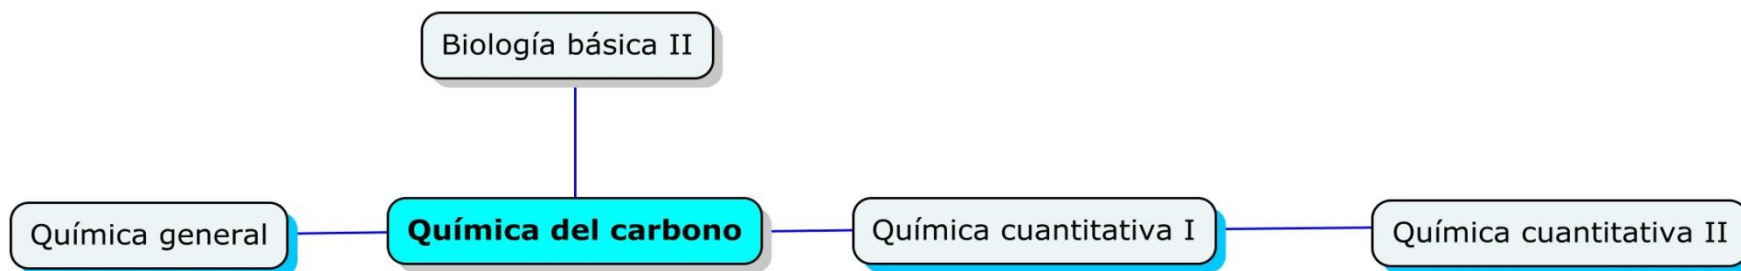 Biología básica II
Química general
Química del carbono
Química cuantitativa I
Química cuantitativa II